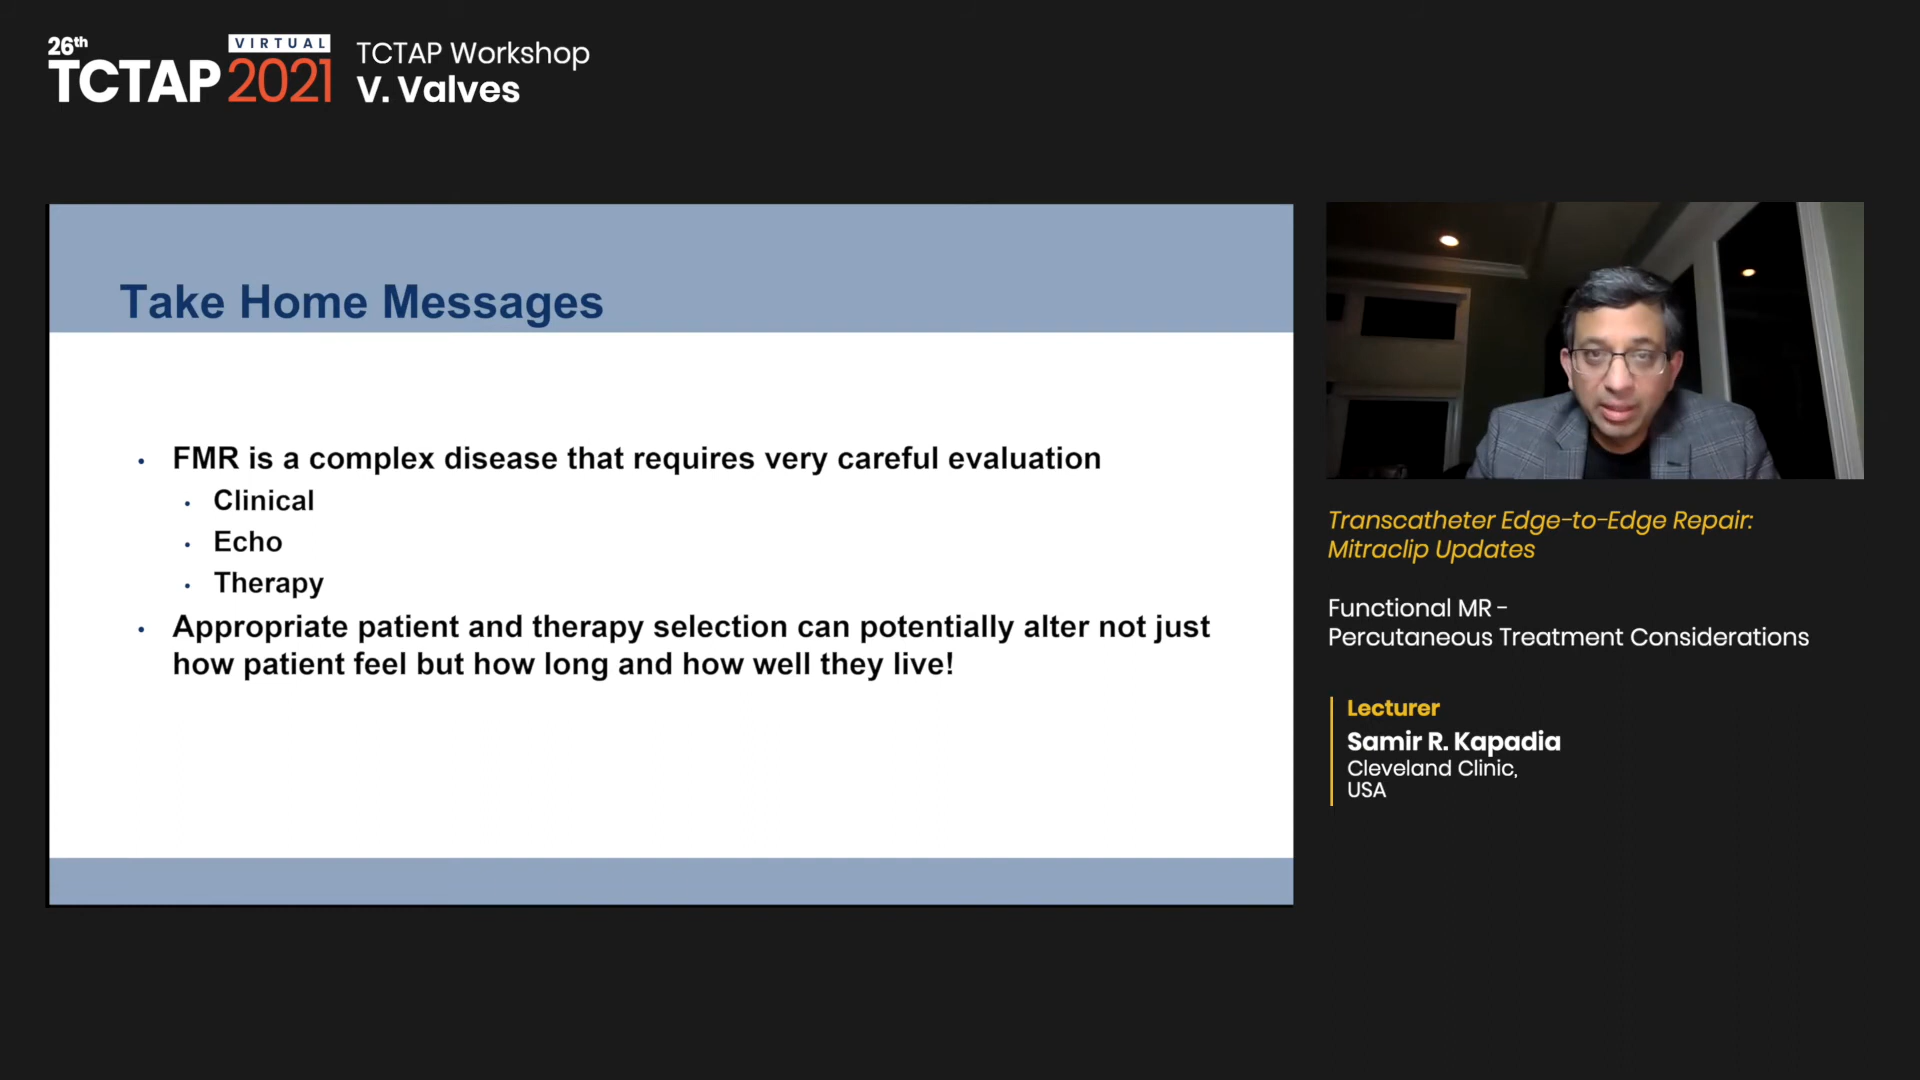 26th
VIRTUAL
TCTAP 2021
TCTAP Workshop
V. Valves
Take Home Messages
• FMR is a complex disease that requires very careful evaluation
• Clinical
• Echo
• Therapy
• Appropriate patient and therapy selection can potentially alter not just
how patient feel but how long and how well they live!
Transcatheter Edge-to-Edge Repair:
Mitraclip Updates
Functional MR -
Percutaneous Treatment Considerations
Lecturer
Samir R. Kapadia
Cleveland Clinic,
USA